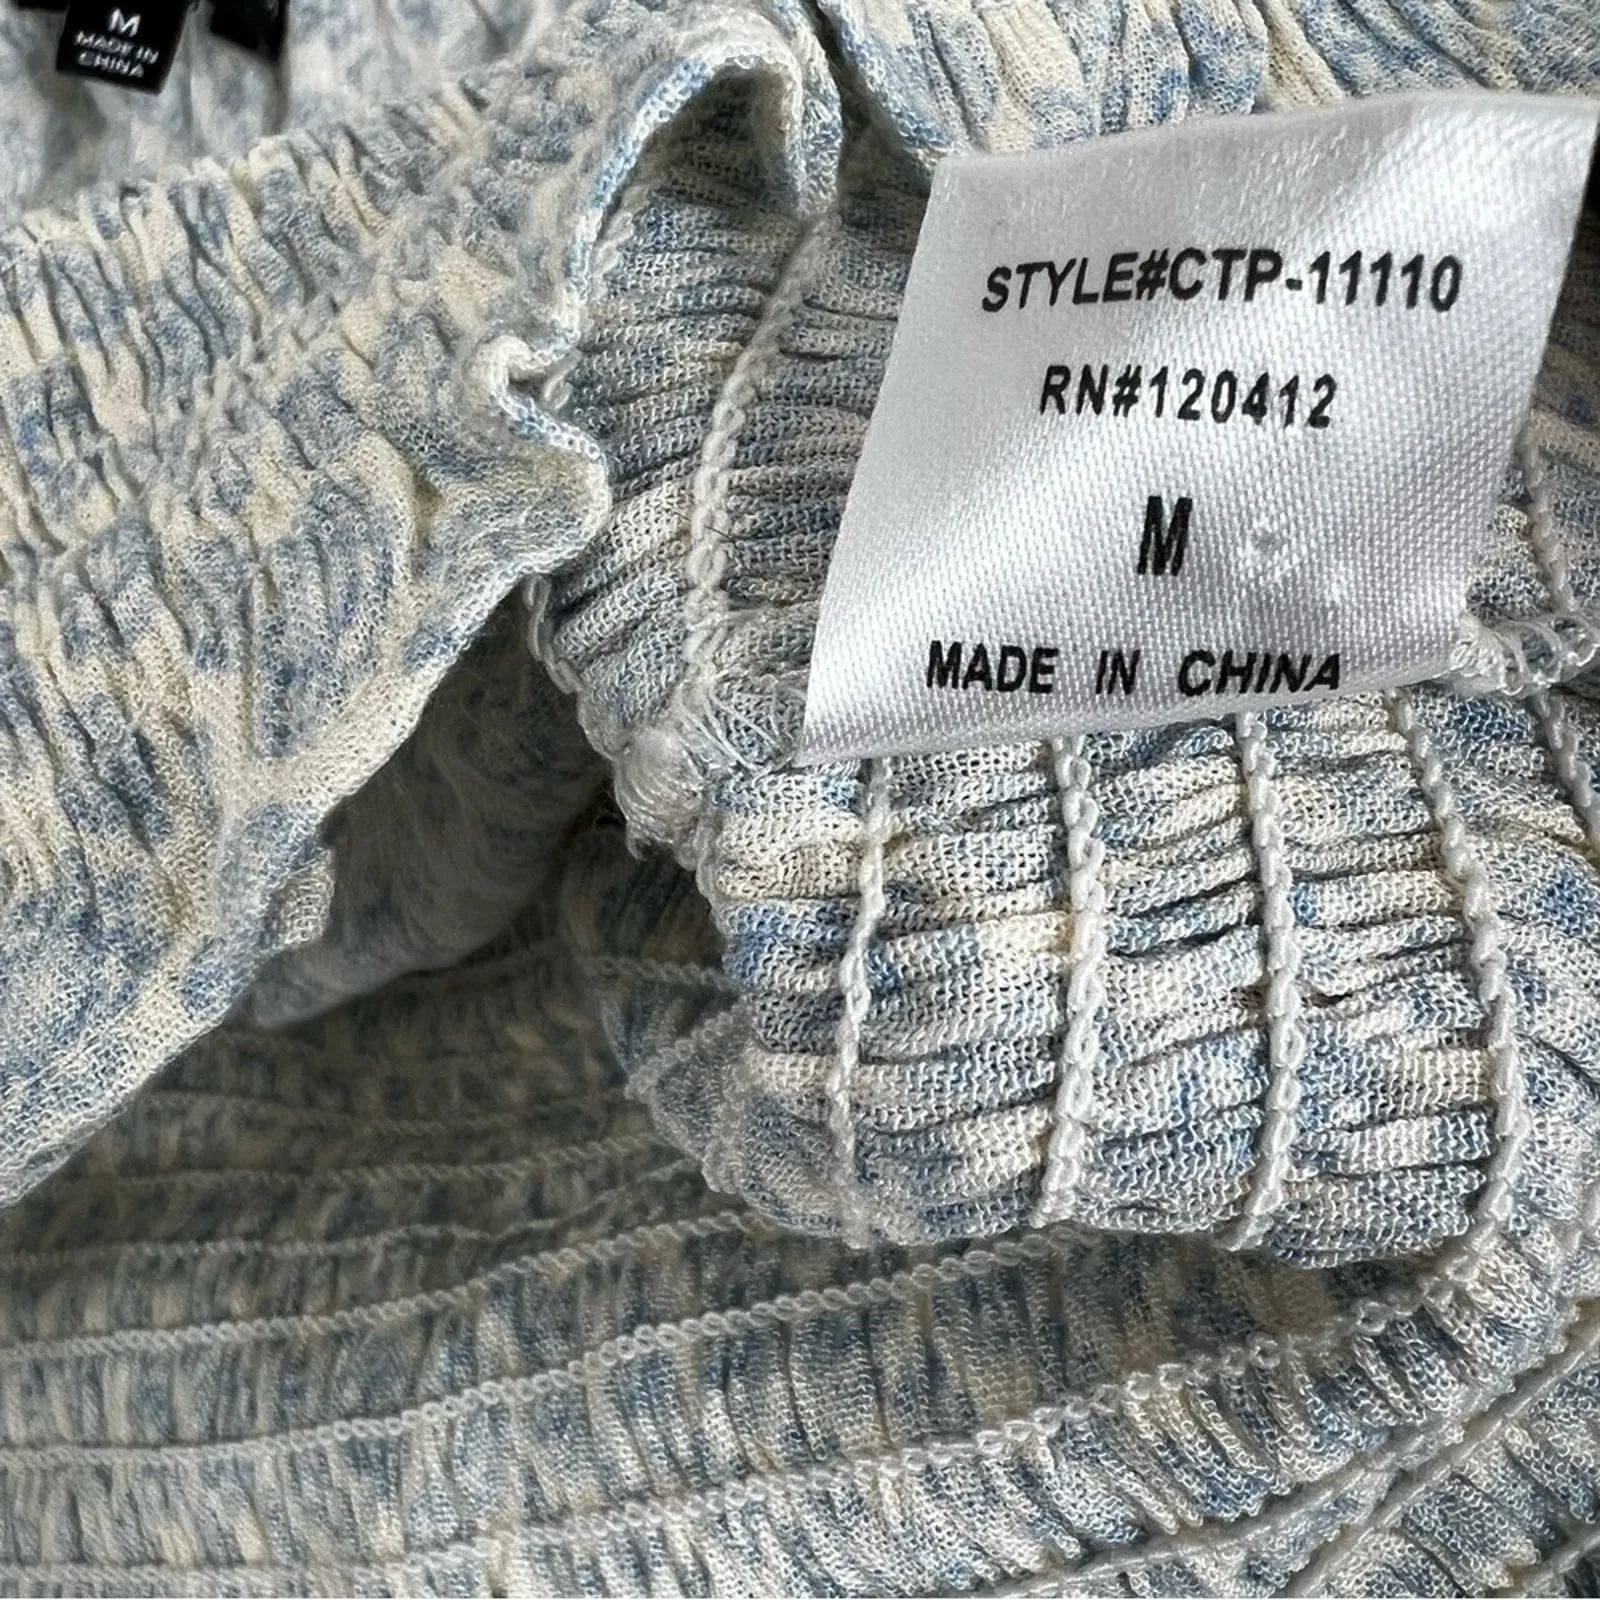 M
MADE IN
CHINA
STYLE#CTP-11110
RN#120412
M
MADE IN CHINA